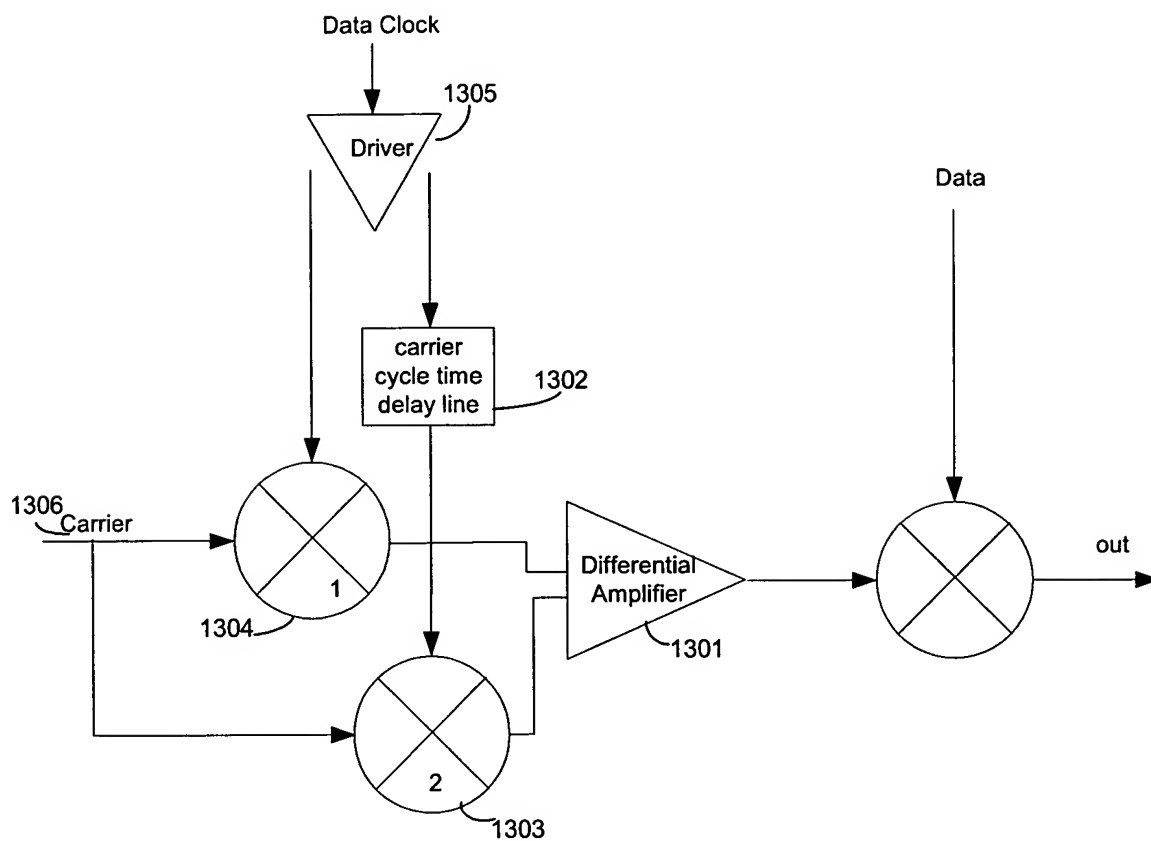 Data Clock
1305
Driver
Data
carrier
cycle time
delay line
1302
1306
Carrier
out
1
Differential
Amplifier
1304
1301
2
1303